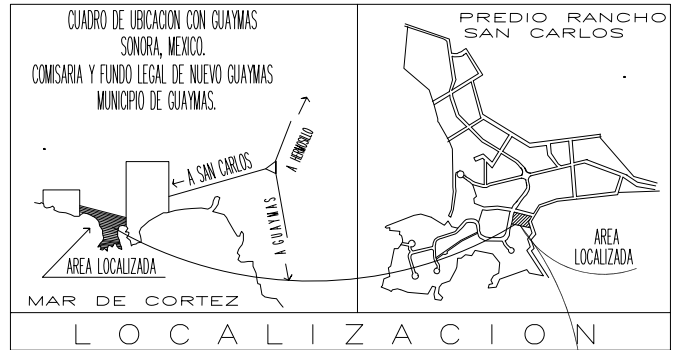 CUADRO DE UBICACION CON GUAYMAS
SONORA, MEXICO.
COMISARIA Y FUNDO LEGAL DE NUEVO GUAYMAS
MUNICIPIO DE GUAYMAS.
← A SAN CARLOS
A HERMOSILLO
A GUAYMAS
AREA LOCALIZADA
MAR DE CORTEZ
PREDIO RANCHO
SAN CARLOS
AREA
LOCALIZADA
LOCALIZACION